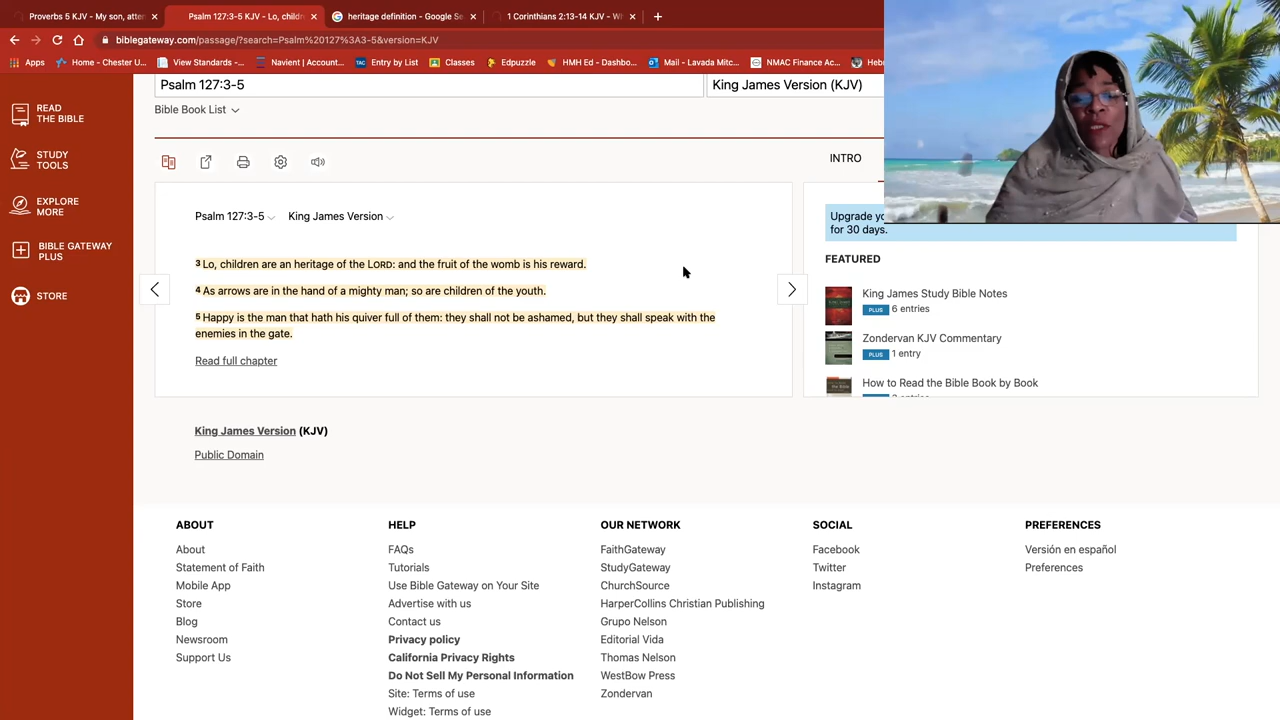 Proverbs 5 KJV - My son, atten
Psalm 127:3-5 KJV - Lo, childr
heritage definition - Google Se
1 Corinthians 2:13-14 KJV - Wh
biblegateway.com/passage/?search=Psalm%20127%3A3-5&version=KJV
Apps
Home - Chester U...
View Standards -...
Navient | Account...
Entry by List
Classes
Edpuzzle
HMH Ed - Dashbo...
Mail - Lavada Mitc...
NMAC Finance Ac...
READ
THE BIBLE
STUDY
TOOLS
EXPLORE
MORE
BIBLE GATEWAY
PLUS
STORE
Psalm 127:3-5
King James Version (KJV)
Bible Book List
INTRO
Psalm 127:3-5 King James Version
3 Lo, children are an heritage of the LORD: and the fruit of the womb is his reward.
4 As arrows are in the hand of a mighty man; so are children of the youth.
5 Happy is the man that hath his quiver full of them: they shall not be ashamed, but they shall speak with the
enemies in the gate.
Read full chapter
Upgrade
for 30 days.
FEATURED
King James Study Bible Notes
PLUS 6 entries
Zondervan KJV Commentary
PLUS 1 entry
How to Read the Bible Book by Book
King James Version (KJV)
Public Domain
ABOUT
About
Statement of Faith
Mobile App
Store
Blog
Newsroom
Support Us
HELP
FAQs
Tutorials
Use Bible Gateway on Your Site
Advertise with us
Contact us
Privacy policy
California Privacy Rights
Do Not Sell My Personal Information
Site: Terms of use
Widget: Terms of use
OUR NETWORK
FaithGateway
StudyGateway
ChurchSource
HarperCollins Christian Publishing
Grupo Nelson
Editorial Vida
Thomas Nelson
WestBow Press
Zondervan
SOCIAL
Facebook
Twitter
Instagram
PREFERENCES
Versión en español
Preferences